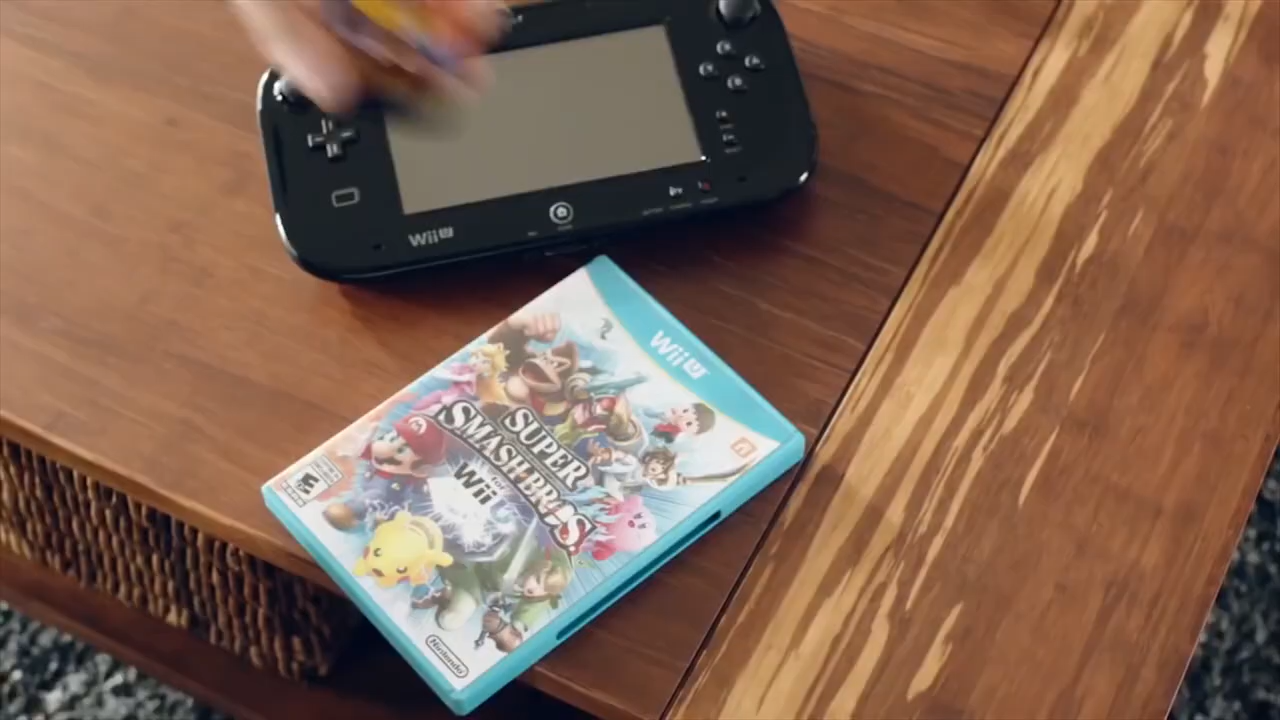 Wii U
Wii U
SUPER
SMASH BROS.
for
Wii
E
Nintendo